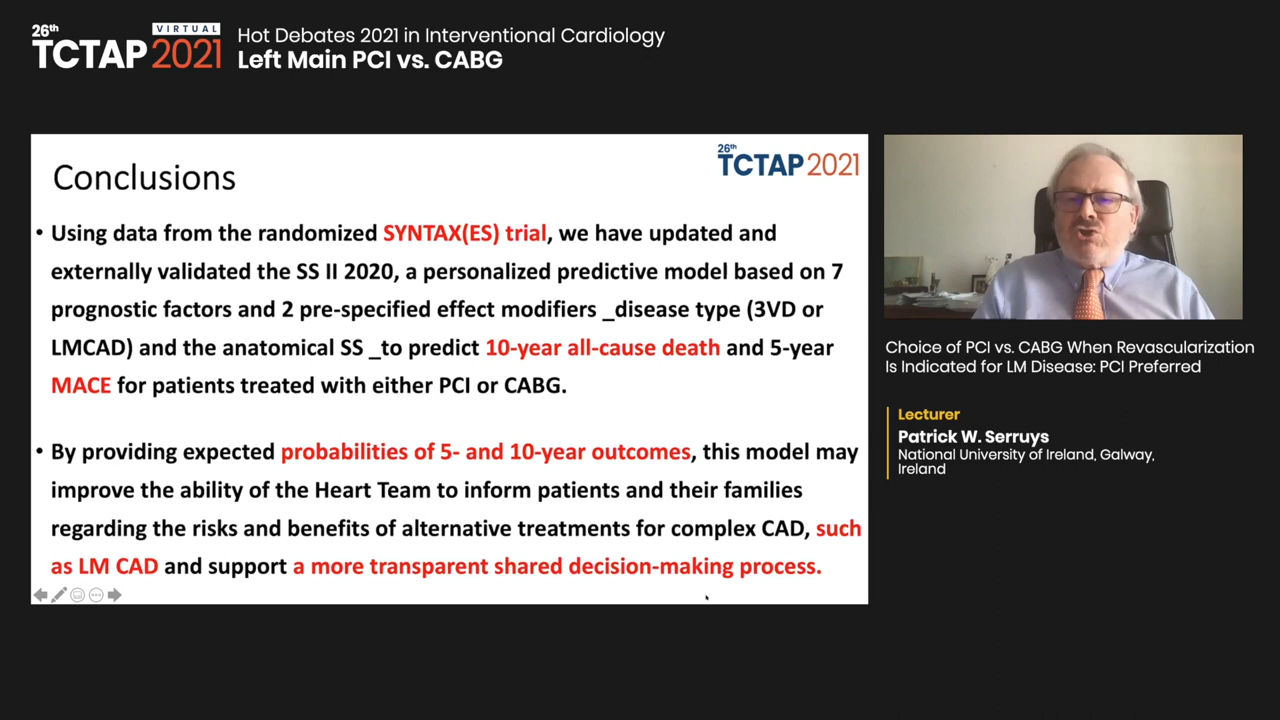 26th
VIRTUAL
TCTAP 2021
Hot Debates 2021 in Interventional Cardiology
Left Main PCI vs. CABG
26th
TCTAP 2021
Conclusions
• Using data from the randomized SYNTAX(ES) trial, we have updated and
externally validated the SS II 2020, a personalized predictive model based on 7
prognostic factors and 2 pre-specified effect modifiers _disease type (3VD or
LMCAD) and the anatomical SS _to predict 10-year all-cause death and 5-year
MACE for patients treated with either PCI or CABG.
• By providing expected probabilities of 5- and 10-year outcomes, this model may
improve the ability of the Heart Team to inform patients and their families
regarding the risks and benefits of alternative treatments for complex CAD, such
as LM CAD and support a more transparent shared decision-making process.
Choice of PCI vs. CABG When Revascularization
Is Indicated for LM Disease: PCI Preferred
Lecturer
Patrick W. Serruys
National University of Ireland, Galway,
Ireland